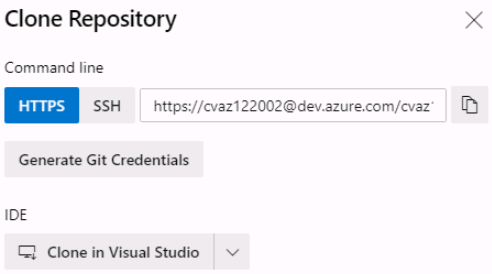 Clone Repository
Command line
HTTPS SSH https://cvaz122002@dev.azure.com/cvaz
Generate Git Credentials
IDE
Clone in Visual Studio